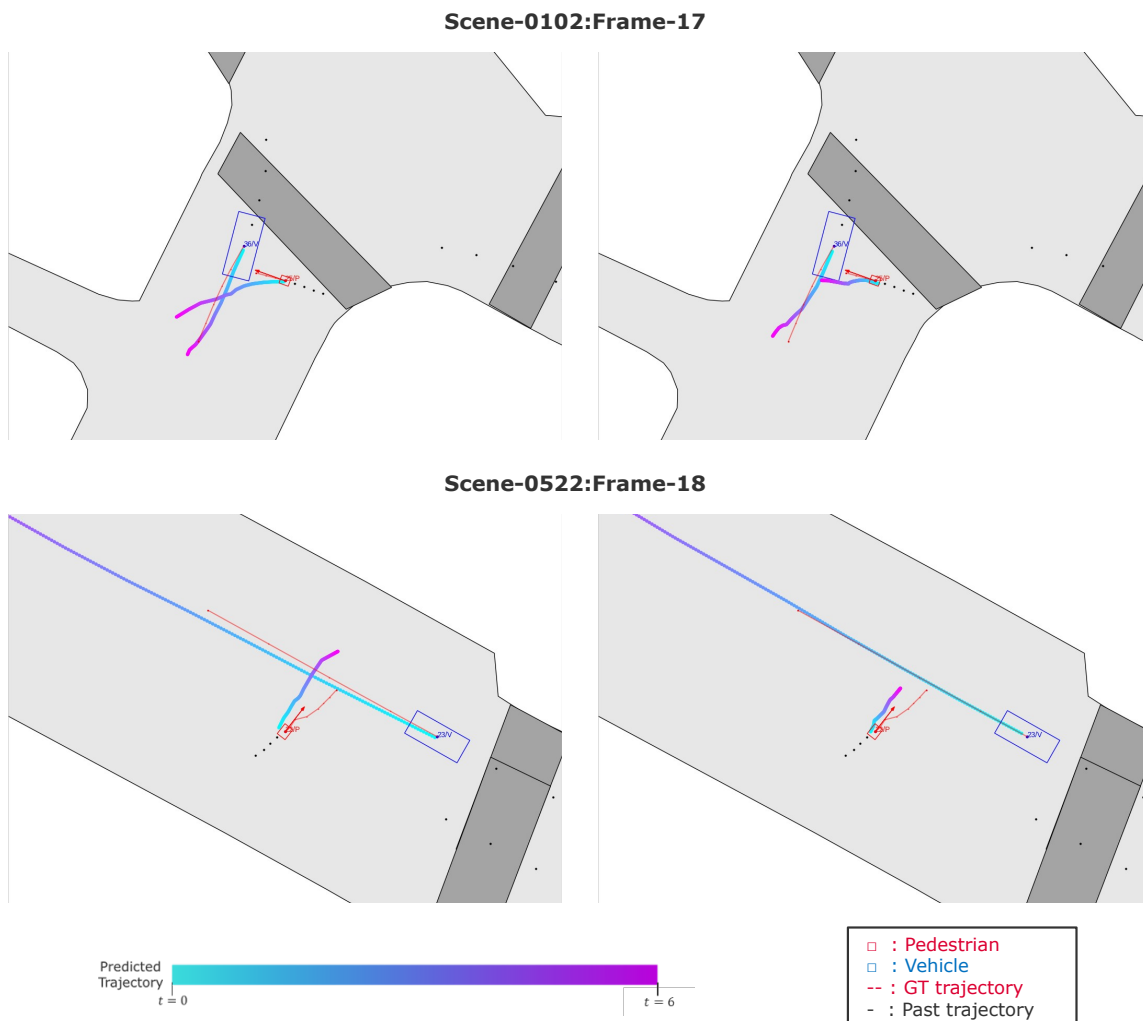 Scene-0102:Frame-17
36/V
36/V
Scene-0522:Frame-18
23/V
23/V
Predicted
Trajectory
t = 0
t = 6
□ : Pedestrian
□ : Vehicle
-- : GT trajectory
- : Past trajectory